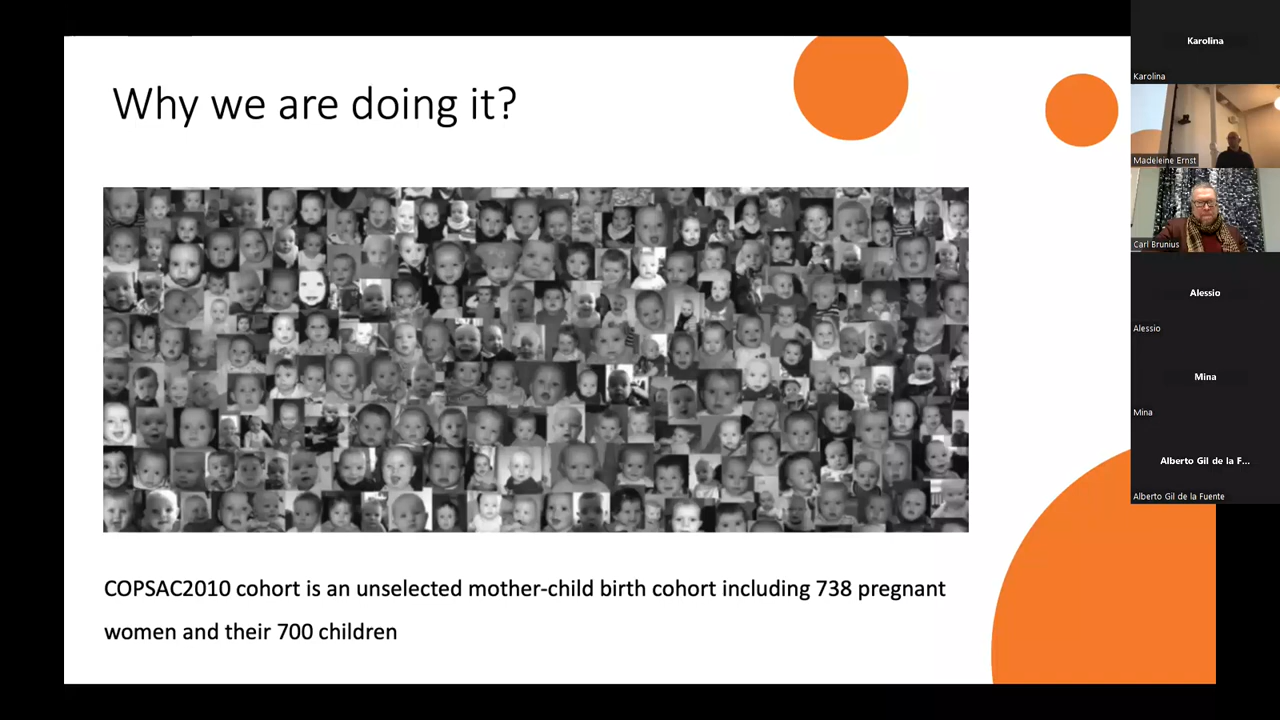 Why we are doing it?
COPSAC2010 cohort is an unselected mother-child birth cohort including 738 pregnant
women and their 700 children
Karolina
Karolina
Madeleine Ernst
Carl Brunius
Alessio
Alessio
Mina
Mina
Alberto Gil de la F...
Alberto Gil de la Fuente